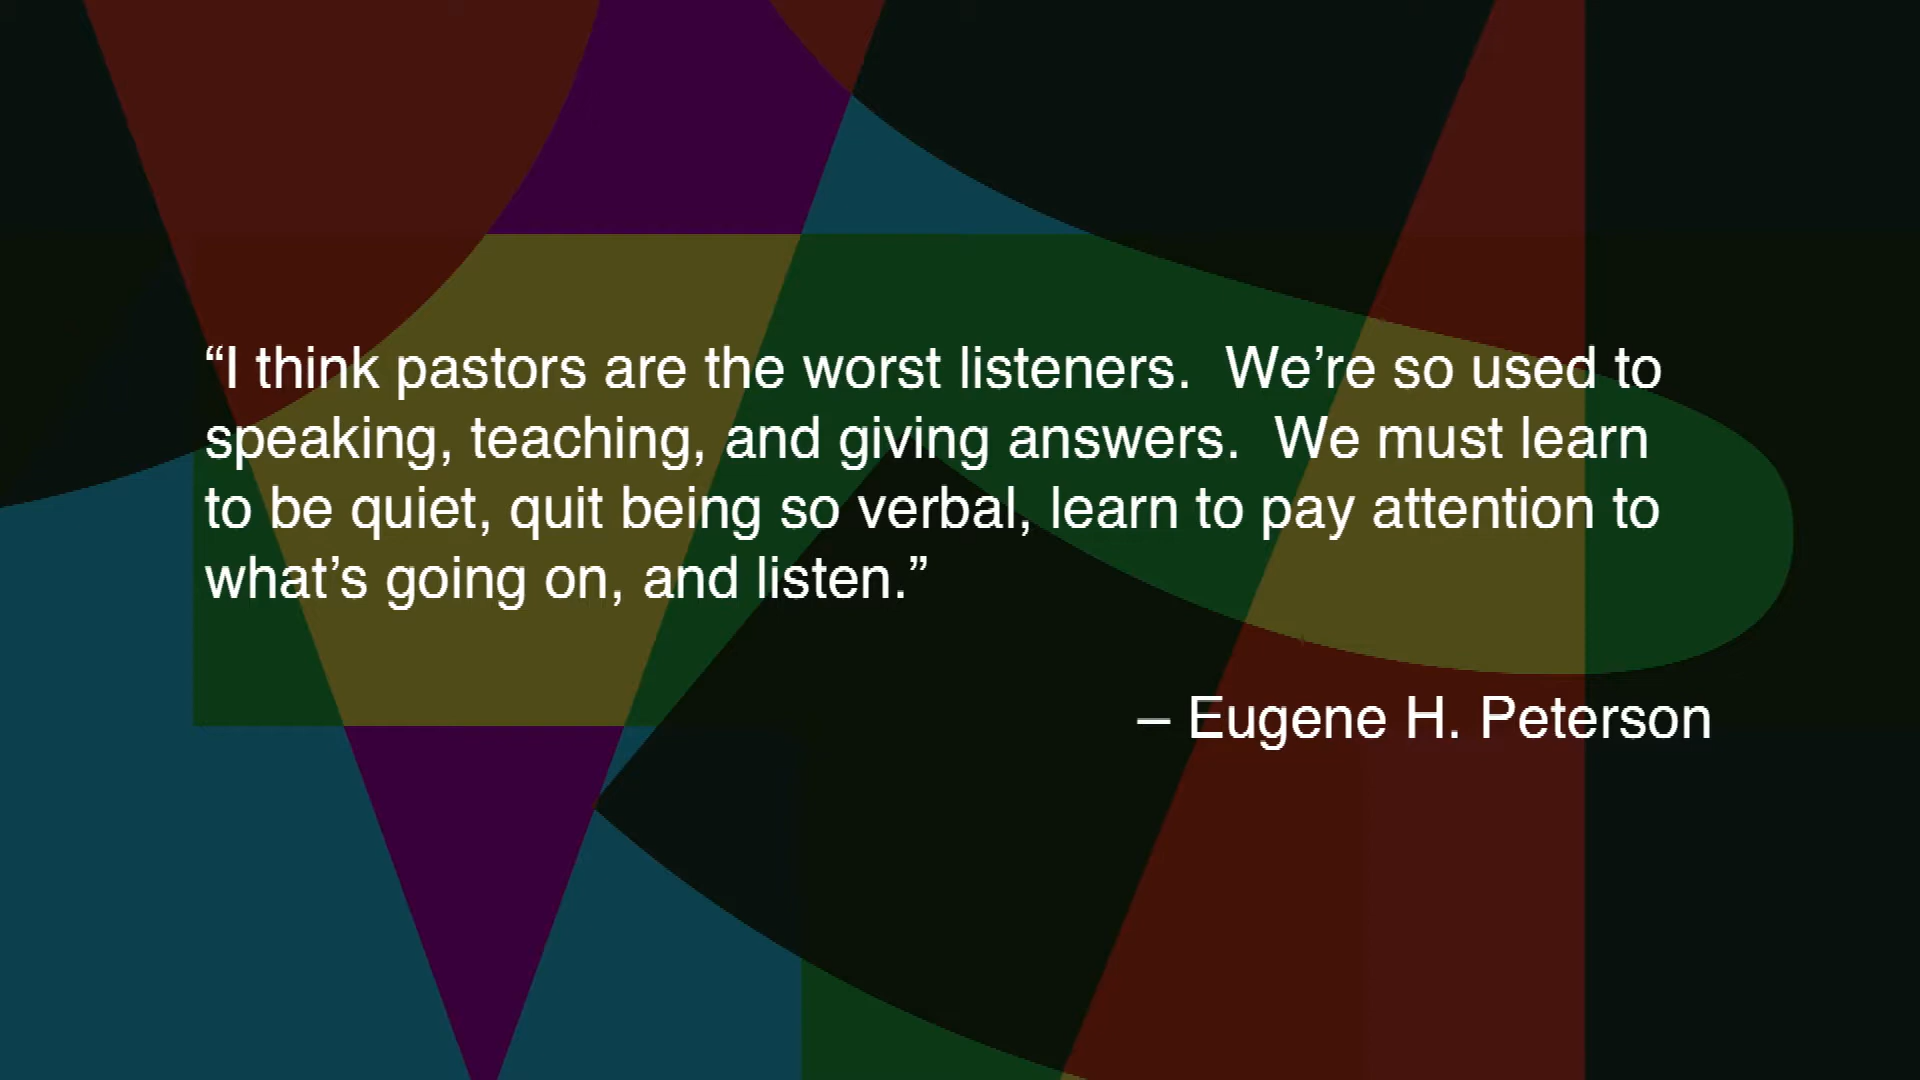 “I think pastors are the worst listeners.  We’re so used to
speaking, teaching, and giving answers.  We must learn
to be quiet, quit being so verbal, learn to pay attention to
what’s going on, and listen.”
– Eugene H. Peterson